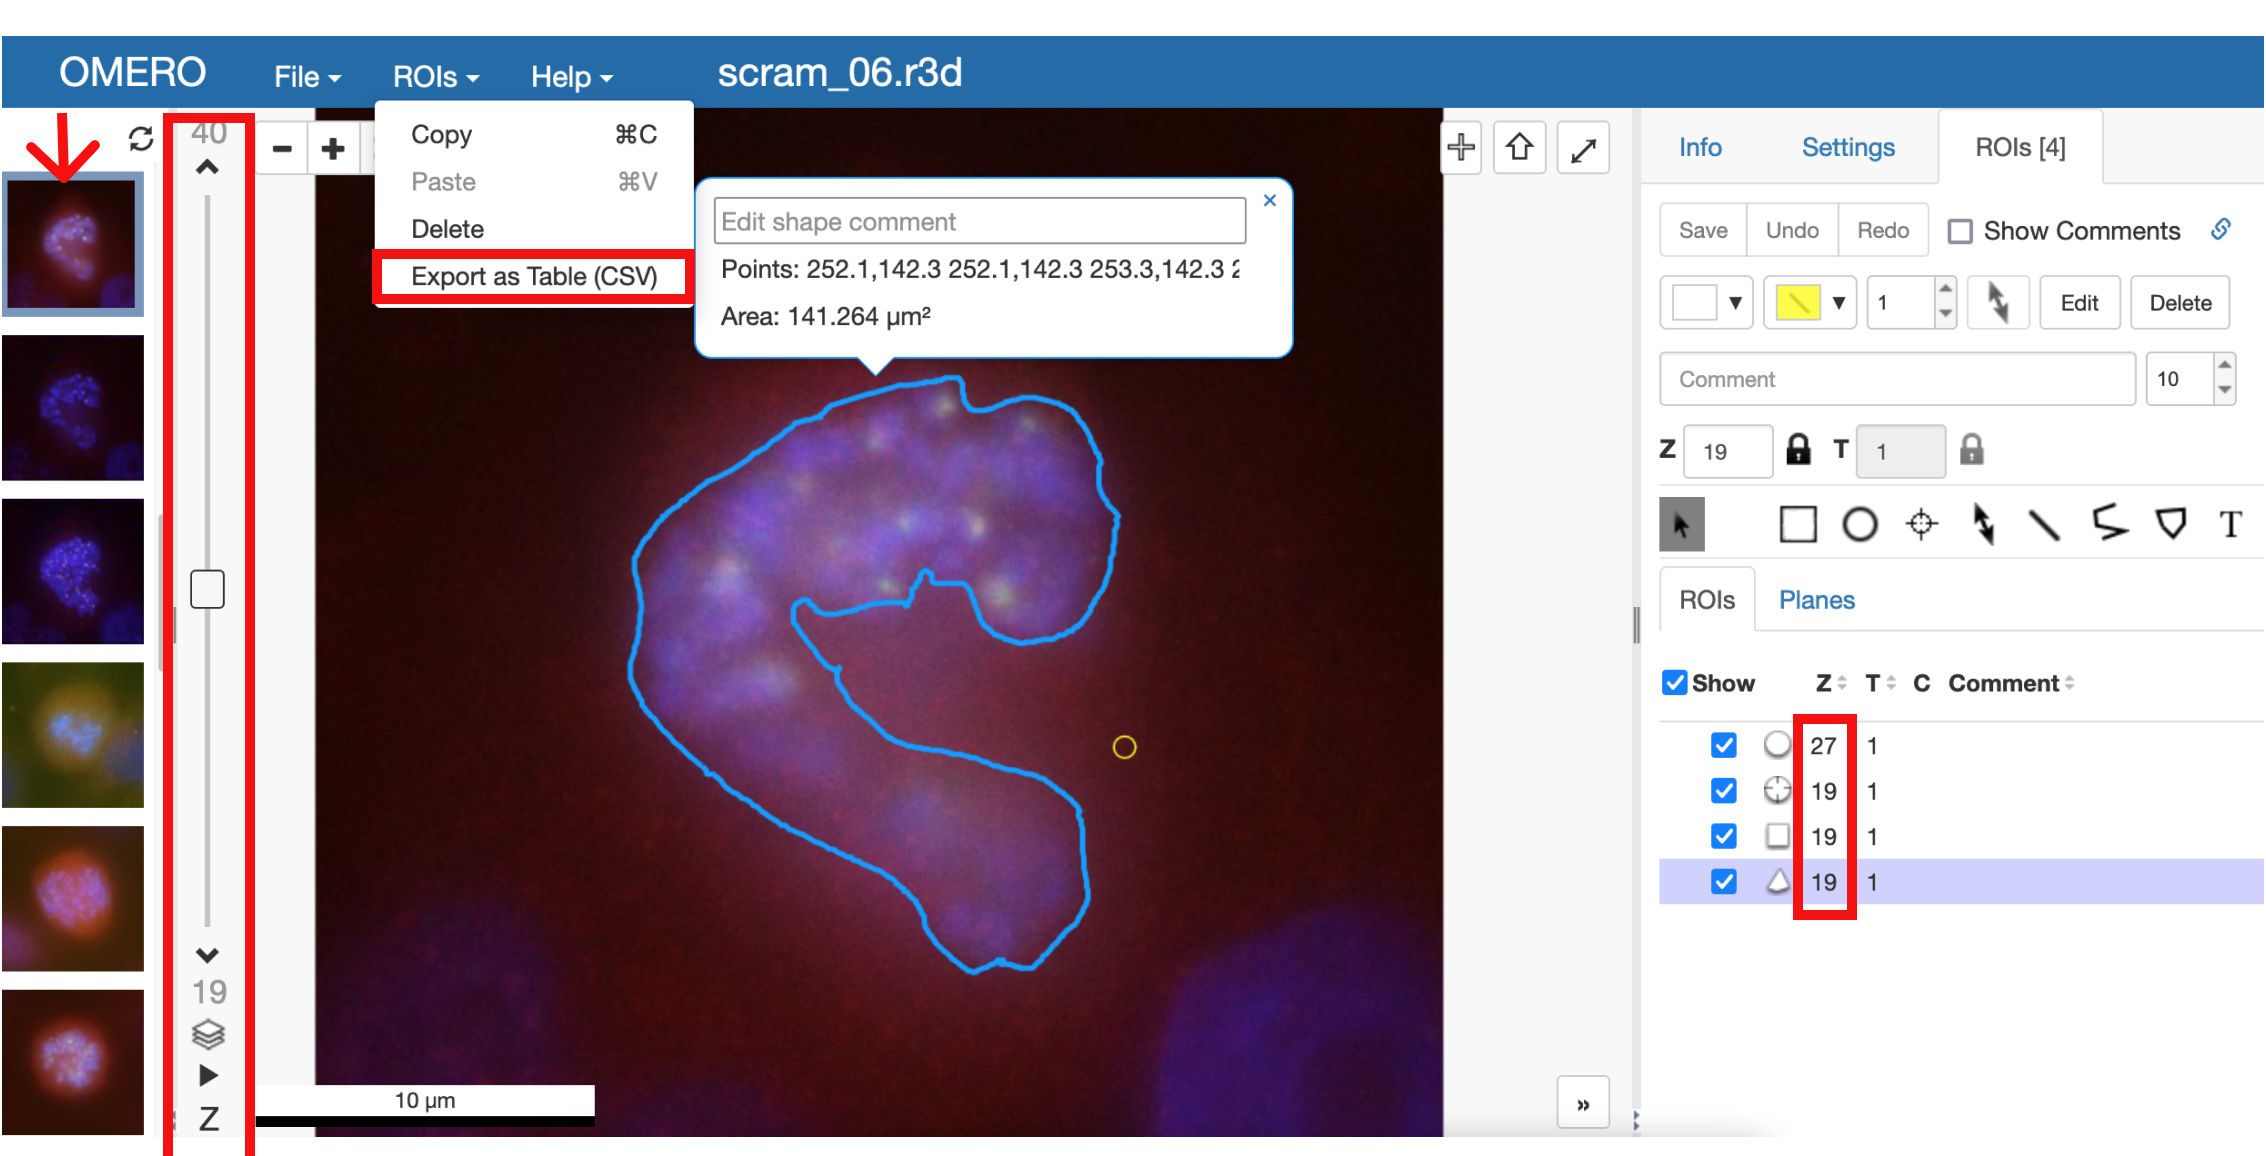 OMERO File ROIs Help scram_06.r3d
Copy ⌘C
Paste ⌘V
Delete
Export as Table (CSV)
40
19
Z
Edit shape comment ×
Points: 252.1,142.3 252.1,142.3 253.3,142.3 2
Area: 141.264 µm²
10 µm
»
Info Settings ROIs [4]
Save Undo Redo Show Comments
1 Edit Delete
Comment 10
Z 19 T 1
T
ROIs Planes
Show Z T C Comment
27 1
19 1
19 1
19 1